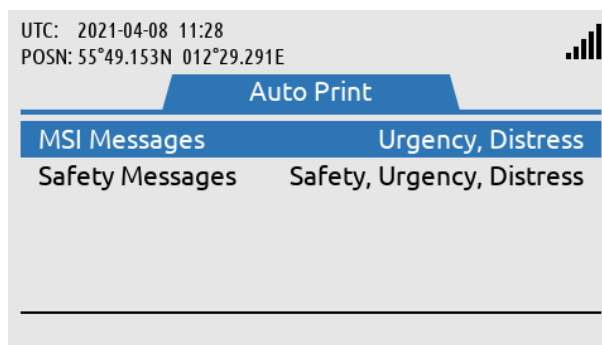 UTC: 2021-04-08 11:28
POSN: 55°49.153N 012°29.291E
Auto Print
MSI Messages Urgency, Distress
Safety Messages Safety, Urgency, Distress